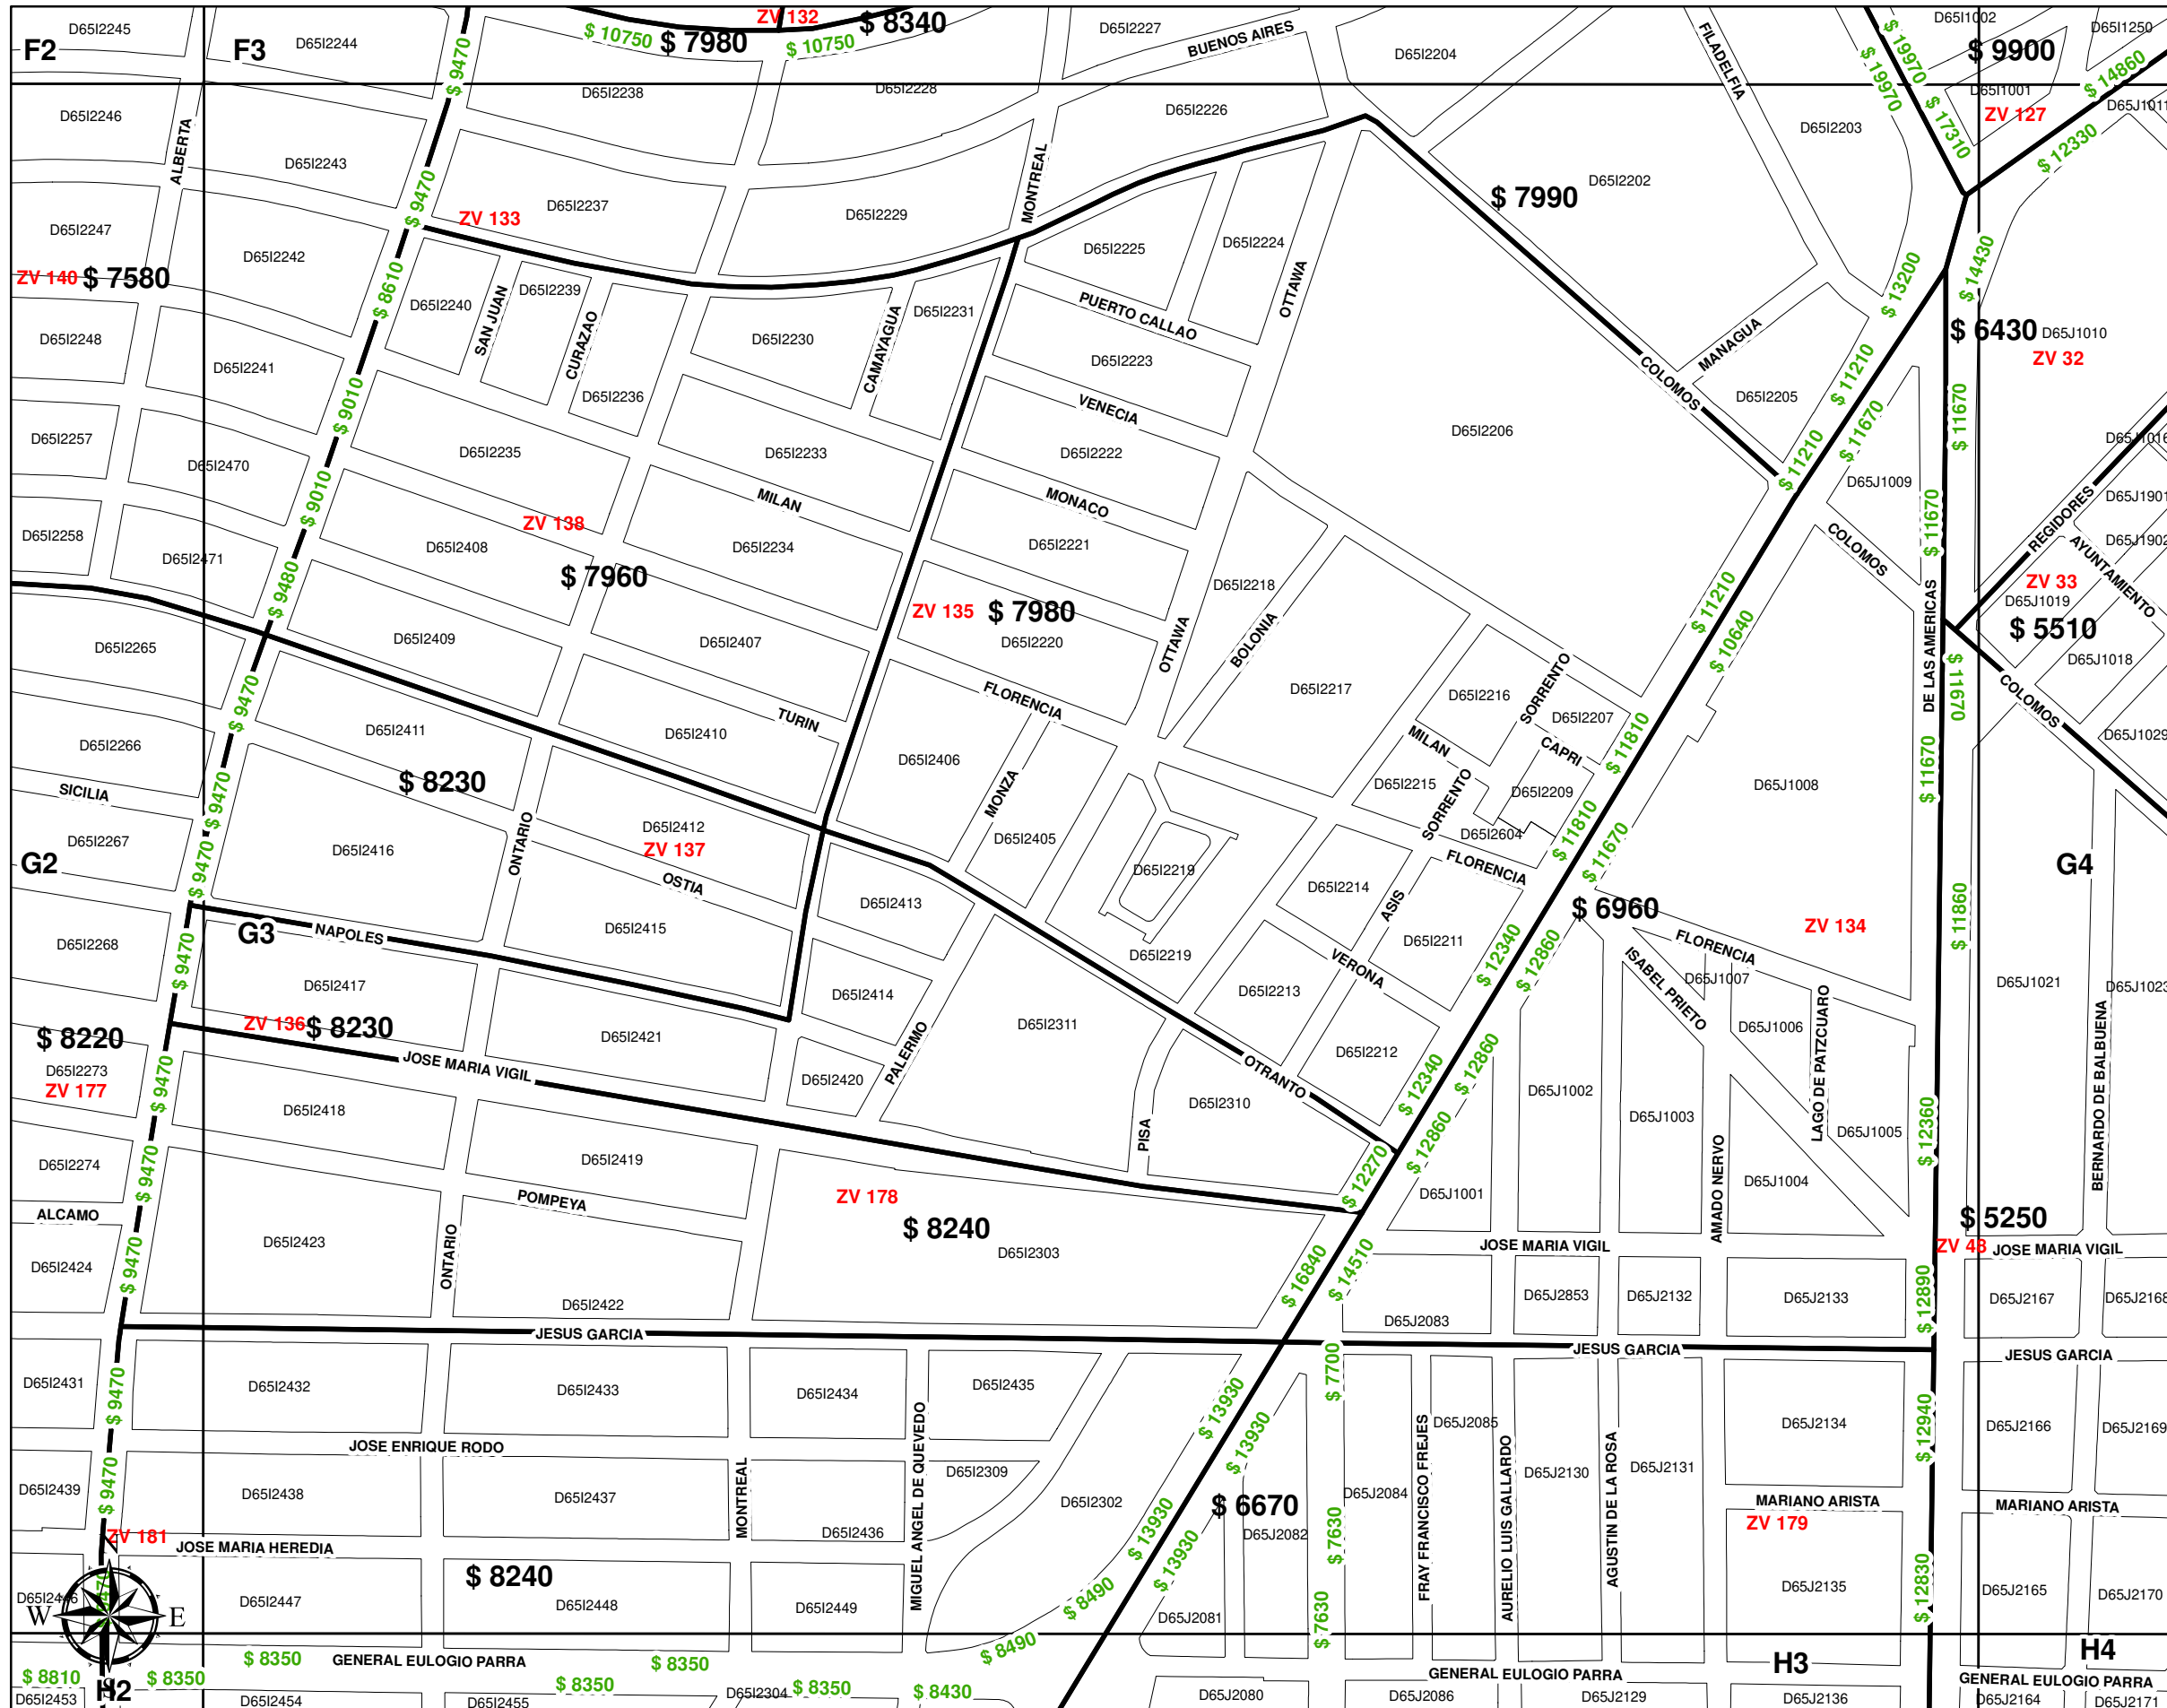 D65I2245
F2
F3
D65I2244
$ 9470
$ 10750
$ 7980
ZV 132
$ 10750
$ 8340
D65I2227
BUENOS AIRES
D65I2204
FILADELFIA
$ 19970
$ 19970
D65I1002
$ 9900
D65I1250
$ 14860
D65I2246
ALBERTA
D65I2243
D65I2238
D65I2228
D65I2226
D65I2203
$ 17310
D65I1001
ZV 127
D65J1011
$ 12330
D65I2247
D65I2242
$ 9470
ZV 133
D65I2237
D65I2229
MONTREAL
D65I2225
D65I2224
OTTAWA
$ 7990
D65I2202
ZV 140
$ 7580
$ 8610
D65I2240
SAN JUAN
D65I2239
CURAZAO
D65I2230
CAMAYAGUA
D65I2231
PUERTO CALLAO
$ 13200
$ 14430
D65I2248
D65I2241
D65I2236
D65I2223
MANAGUA
COLOMOS
D65I2205
$ 11210
$ 6430
D65J1010
ZV 32
D65I2257
D65I2470
$ 9010
D65I2235
D65I2233
VENECIA
D65I2222
D65I2206
$ 11210
$ 11670
$ 11670
D65J1016
D65I2258
D65I2471
$ 9010
ZV 138
MILAN
D65I2408
D65I2234
MONACO
D65I2221
D65J1009
COLOMOS
$ 11670
REGIDORES
D65J1901
D65J1902
AYUNTAMIENTO
$ 9480
$ 7960
ZV 135
$ 7980
D65I2220
D65I2218
BOLONIA
OTTAWA
$ 11210
$ 10640
DE LAS AMERICAS
ZV 33
D65J1019
$ 5510
D65J1018
D65I2265
D65I2409
D65I2407
$ 9470
D65I2411
TURIN
D65I2410
FLORENCIA
D65I2217
D65I2216
SORRENTO
D65I2207
$ 11670
COLOMOS
D65J1029
D65I2266
$ 8230
D65I2406
MONZA
MILAN
CAPRI
$ 11810
SICILIA
$ 9470
D65I2215
SORRENTO
D65I2209
D65J1008
$ 11670
D65I2267
G2
D65I2416
ONTARIO
D65I2412
ZV 137
OSTIA
D65I2405
D65I2219
D65I2604
FLORENCIA
$ 11810
$ 11670
G4
$ 9470
D65I2268
G3
NAPOLES
D65I2415
D65I2413
D65I2219
D65I2214
ASIS
D65I2211
VERONA
$ 6960
ZV 134
FLORENCIA
$ 11860
$ 9470
D65I2417
D65I2414
D65I2213
$ 12340
$ 12860
ISABEL PRIETO
D65J1007
D65J1021
D65J1023
$ 8220
ZV 136
$ 8230
D65I2421
PALERMO
D65I2311
D65I2212
D65J1006
LAGO DE PATZCUARO
BERNARDO DE BALBUENA
D65I2273
ZV 177
$ 9470
JOSE MARIA VIGIL
D65I2420
OTRANTO
$ 12340
$ 12860
D65I2418
D65I2310
PISA
$ 12860
D65J1002
D65J1003
AMADO NERVO
D65J1005
$ 12360
D65I2274
$ 9470
D65I2419
$ 12270
D65J1001
D65J1004
ALCAMO
POMPEYA
ZV 178
$ 8240
$ 5250
D65I2424
$ 9470
D65I2423
ONTARIO
D65I2303
JOSE MARIA VIGIL
ZV 48
JOSE MARIA VIGIL
$ 16840
$ 14510
D65I2422
D65J2083
D65J2853
D65J2132
D65J2133
$ 12890
D65J2167
D65J2168
JESUS GARCIA
JESUS GARCIA
JESUS GARCIA
D65I2431
$ 9470
D65I2432
D65I2433
D65I2434
D65I2435
$ 13930
$ 7700
D65J2085
D65J2134
$ 12940
D65J2166
D65J2169
JOSE ENRIQUE RODO
MIGUEL ANGEL DE QUEVEDO
$ 13930
FRAY FRANCISCO FREJES
AURELIO LUIS GALLARDO
AGUSTIN DE LA ROSA
D65I2439
$ 9470
D65I2438
D65I2437
MONTREAL
D65I2309
D65I2302
D65J2084
D65J2130
D65J2131
MARIANO ARISTA
MARIANO ARISTA
ZV 181
JOSE MARIA HEREDIA
D65I2436
$ 13930
$ 6670
D65J2082
$ 7630
ZV 179
N
$ 8240
$ 13930
W
E
D65I2447
D65I2448
D65I2449
$ 8490
D65J2081
$ 7630
D65J2135
$ 12830
D65J2165
D65J2170
$ 8490
$ 8810
$ 8350
$ 8350
GENERAL EULOGIO PARRA
$ 8350
$ 8350
$ 8350
$ 8430
GENERAL EULOGIO PARRA
H3
H4
GENERAL EULOGIO PARRA
D65I2453
H2
D65I2454
D65I2455
D65I2304
D65J2080
D65J2086
D65J2129
D65J2136
D65J2164
D65J2171